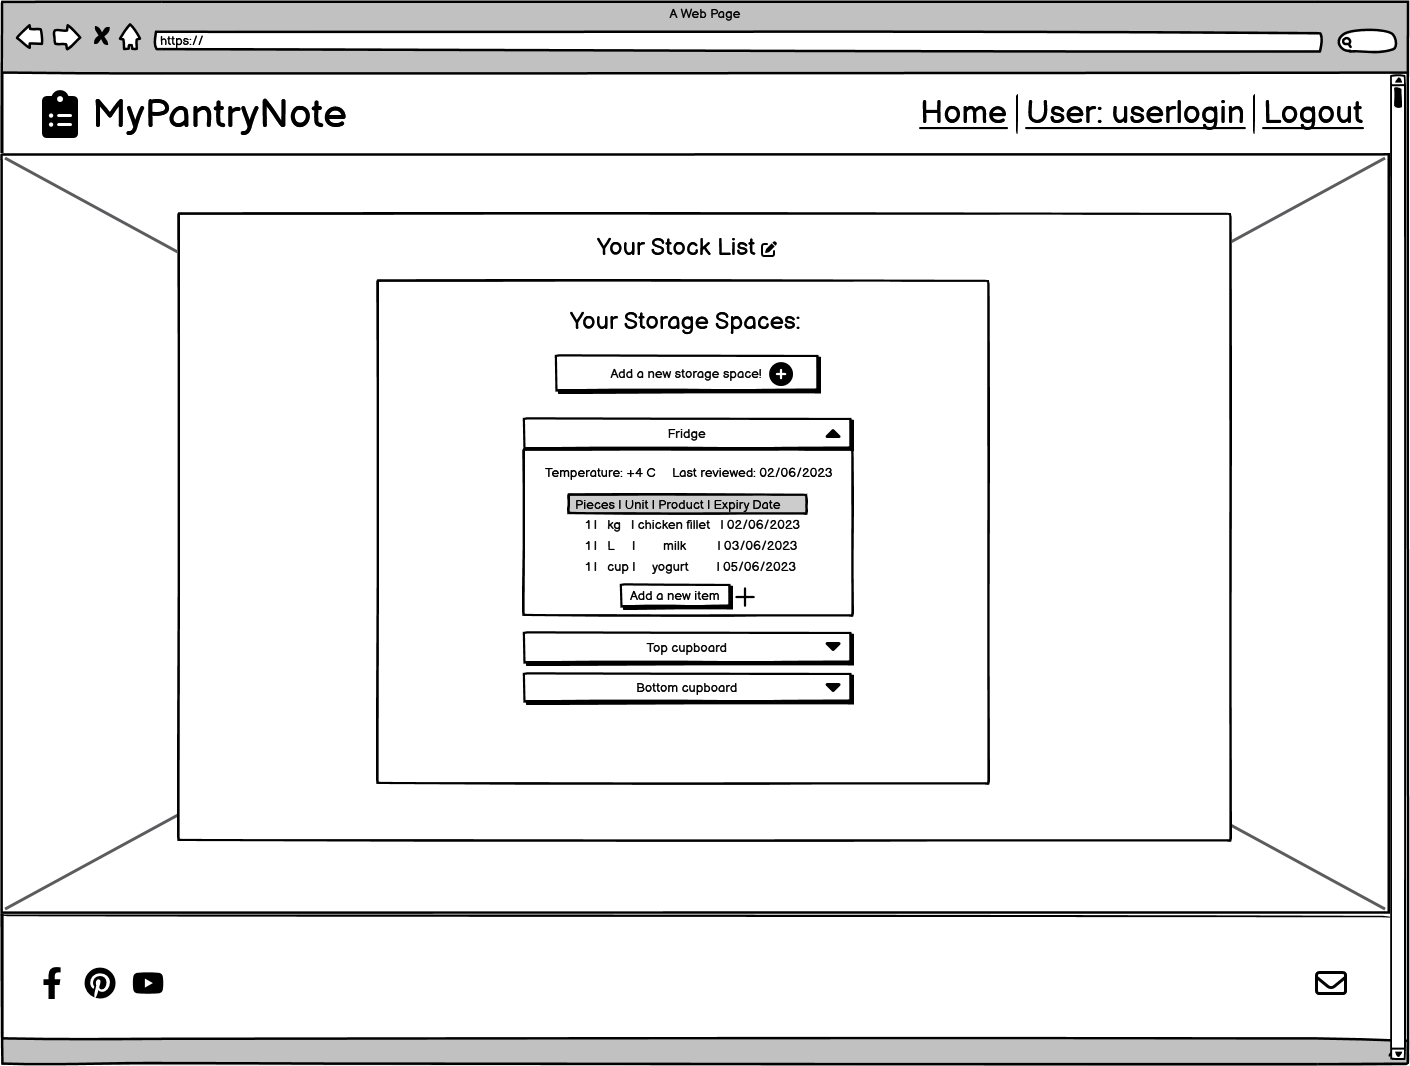 A Web Page
https://
MyPantryNote
Home User: userlogin Logout
Your Stock List
Your Storage Spaces:
Add a new storage space!
Fridge
Temperature: +4 C Last reviewed: 02/06/2023
Pieces | Unit | Product | Expiry Date
1 | kg | chicken fillet | 02/06/2023
1 | L | milk | 03/06/2023
1 | cup | yogurt | 05/06/2023
Add a new item
Top cupboard
Bottom cupboard